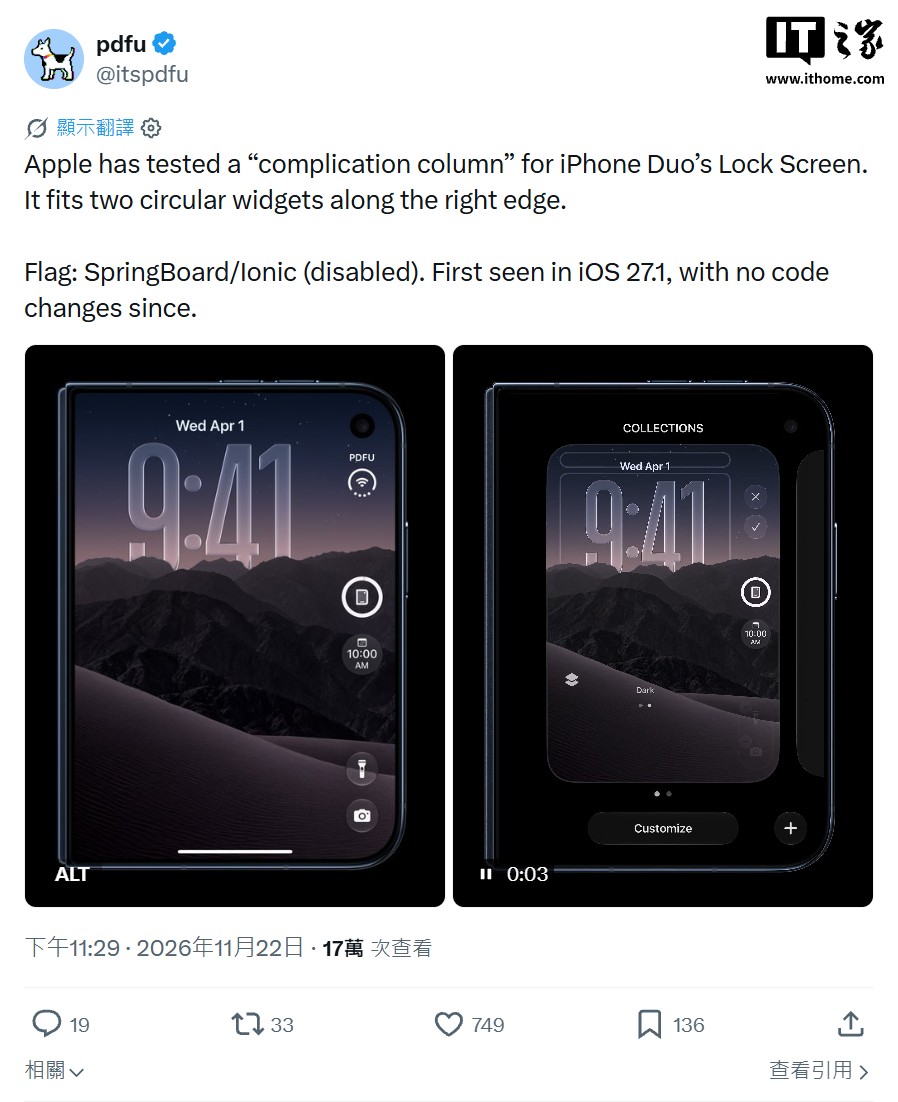 pdfu
@itspdfu
IT之家
www.ithome.com
顯示翻譯
Apple has tested a “complication column” for iPhone Duo’s Lock Screen.
It fits two circular widgets along the right edge.
Flag: SpringBoard/Ionic (disabled). First seen in iOS 27.1, with no code
changes since.
Wed Apr 1
9:41
PDFU
10:00
AM
ALT
COLLECTIONS
Wed Apr 1
9:41
10:00
AM
Dark
Customize
0:03
下午11:29 · 2026年11月22日 · 17萬 次查看
19
33
749
136
相關
查看引用